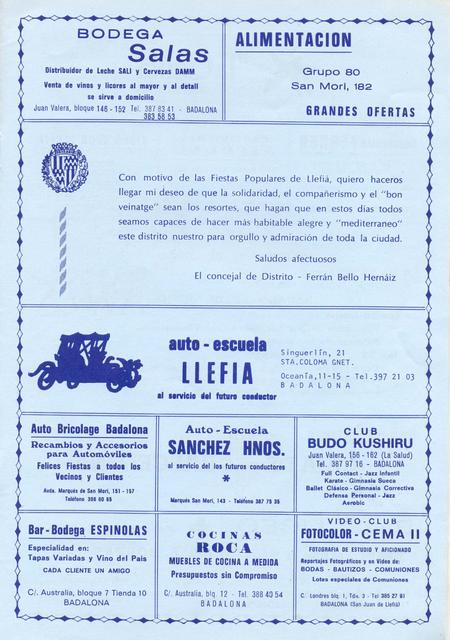 BODEGA
Salas
Distribuidor de Leche SALI y Cervezas DAMM
Venta de vinos y licores al mayor y al detall
se sirve a domicilio
Juan Valera, bloque 146 - 152 Tel. 387 83 41 - BADALONA
383 58 53
ALIMENTACION
Grupo 80
San Mori, 182
GRANDES OFERTAS
Con motivo de las Fiestas Populares de Llefiá, quiero haceros
llegar mi deseo de que la solidaridad, el compañerismo y el "bon
veinatge" sean los resortes, que hagan que en estos días todos
seamos capaces de hacer más habitable alegre y "mediterraneo"
este distrito nuestro para orgullo y admiración de toda la ciudad.
Saludos afectuosos
El concejal de Distrito - Ferrán Bello Hernáiz
auto - escuela
LLEFIA
al servicio del futuro conductor
Singuerlin, 21
STA.COLOMA GNET.
Oceanía,11-15 - Tel.397 21 03
BADALONA
Auto Bricolage Badalona
Recambios y Accesorios
para Automóviles
Felices Fiestas a todos los
Vecinos y Clientes
Avda. Marqués de San Mori, 151 - 157
Teléfono 398 60 85
Auto - Escuela
SANCHEZ HNOS.
al servicio del los futuros conductores
*
Marqués San Mori, 143 - Teléfono 387 75 35
CLUB
BUDO KUSHIRU
Juan Valera, 156 - 162 (La Salud)
Tel. 387 97 16 - BADALONA
Full Contact - Jazz Infantil
Karate - Gimnasia Sueca
Ballet Clásico - Gimnasia Correctiva
Defensa Personal - Jazz
Aerobic
Bar-Bodega ESPINOLAS
Especialidad en:
Tapas Variadas y Vino del Pais
CADA CLIENTE UN AMIGO
C/. Australia, bloque 7 Tienda 10
BADALONA
COCINAS
ROCA
MUEBLES DE COCINA A MEDIDA
Presupuestos sin Compromiso
C/. Australia, blq. 12 - Tel. 388 40 54
BADALONA
VIDEO-CLUB
FOTOCOLOR-CEMA II
FOTOGRAFIA DE ESTUDIO Y AFICIONADO
Reportajes Fotográficos y en Video de:
BODAS - BAUTIZOS - COMUNIONES
Lotes especiales de Comuniones
C/. Londres blq. 1, Tda. 3 - Tel 385 27 91
BADALONA (San Juan de Llefiá)